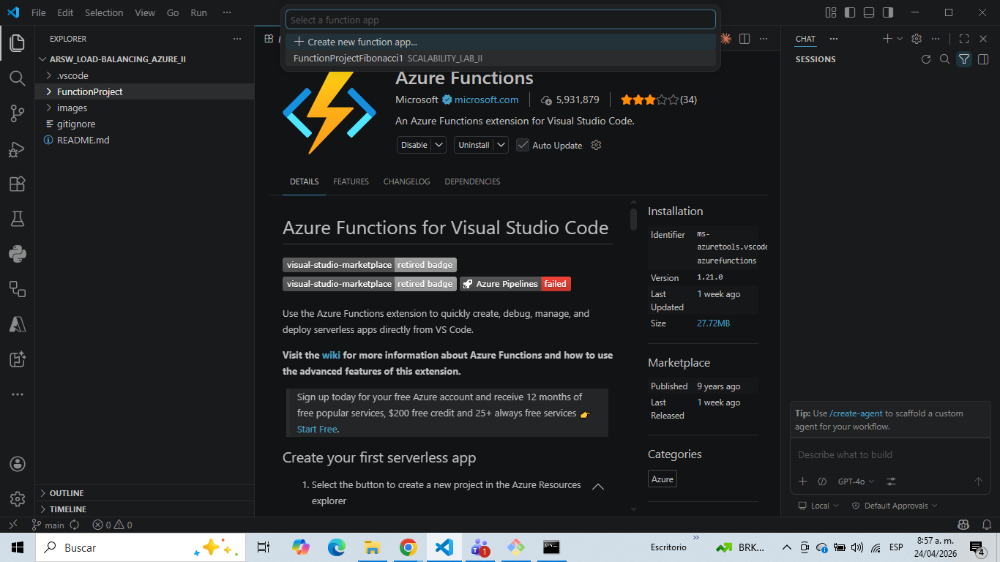 File Edit Selection View Go Run ···
Select a function app
Create new function app...
FunctionProjectFibonacci1 SCALABILITY_LAB_II
EXPLORER
ARSW_LOAD-BALANCING_AZURE_II
.vscode
FunctionProject
images
gitignore
README.md
OUTLINE
TIMELINE
Azure Functions
Microsoft microsoft.com 5,931,879 (34)
An Azure Functions extension for Visual Studio Code.
Disable Uninstall Auto Update
DETAILS FEATURES CHANGELOG DEPENDENCIES
Azure Functions for Visual Studio Code
visual-studio-marketplace retired badge
visual-studio-marketplace retired badge Azure Pipelines failed
Use the Azure Functions extension to quickly create, debug, manage, and
deploy serverless apps directly from VS Code.
Visit the wiki for more information about Azure Functions and how to use
the advanced features of this extension.
Sign up today for your free Azure account and receive 12 months of
free popular services, $200 free credit and 25+ always free services 👉
Start Free.
Create your first serverless app
1. Select the button to create a new project in the Azure Resources
explorer
Installation
Identifier ms-
azuretools.vscode
azurefunctions
Version 1.21.0
Last
Updated 1 week ago
Size 27.72MB
Marketplace
Published 9 years ago
Last
Released 1 week ago
Categories
Azure
CHAT
SESSIONS
Tip: Use /create-agent to scaffold a custom
agent for your workflow.
Describe what to build
GPT-4o
Local Default Approvals
main 0 0
Buscar
1
Escritorio
BRK...
ESP
8:57 a. m.
24/04/2026
4